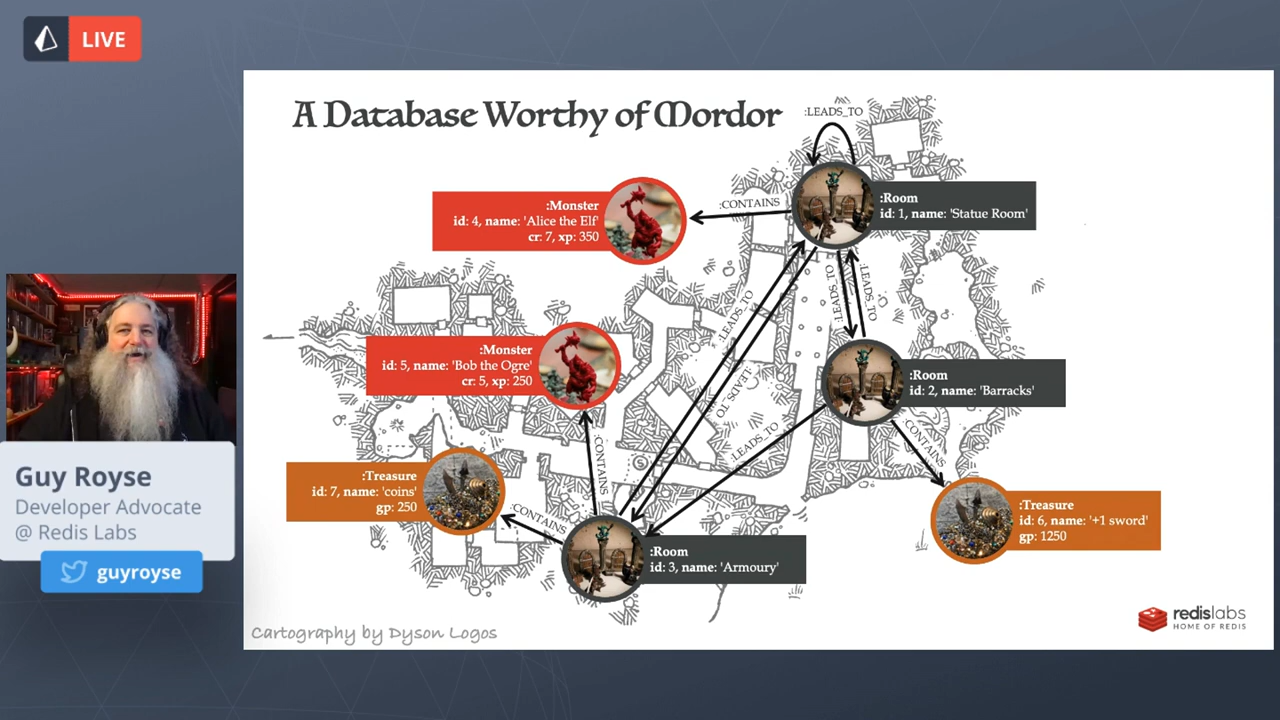 LIVE
A Database Worthy of Mordor
:LEADS_TO
:Monster
id: 4, name: 'Alice the Elf'
cr: 7, xp: 350
:CONTAINS
:Room
id: 1, name: 'Statue Room'
:LEADS_TO
:LEADS_TO
:LEADS_TO
:LEADS_TO
:Monster
id: 5, name: 'Bob the Ogre'
cr: 5, xp: 250
:Room
id: 2, name: 'Barracks'
:LEADS_TO
:CONTAINS
:CONTAINS
:Treasure
id: 7, name: 'coins'
gp: 250
:CONTAINS
:Treasure
id: 6, name: '+1 sword'
gp: 1250
:Room
id: 3, name: 'Armoury'
Guy Royse
Developer Advocate
@ Redis Labs
guyroyse
Cartography by Dyson Logos
redislabs
HOME OF REDIS